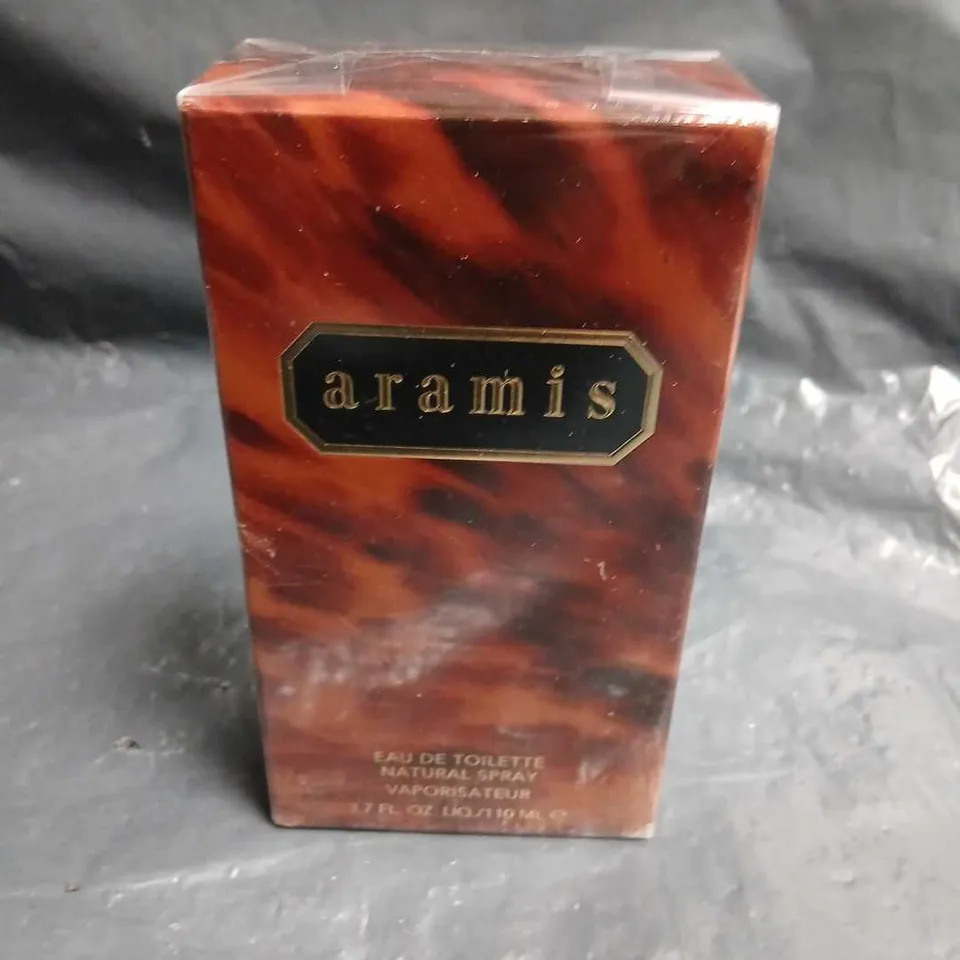 aramis
EAU DE TOILETTE
NATURAL SPRAY
VAPORISATEUR
3.7 FL. OZ. LIQ./110 ML ℮